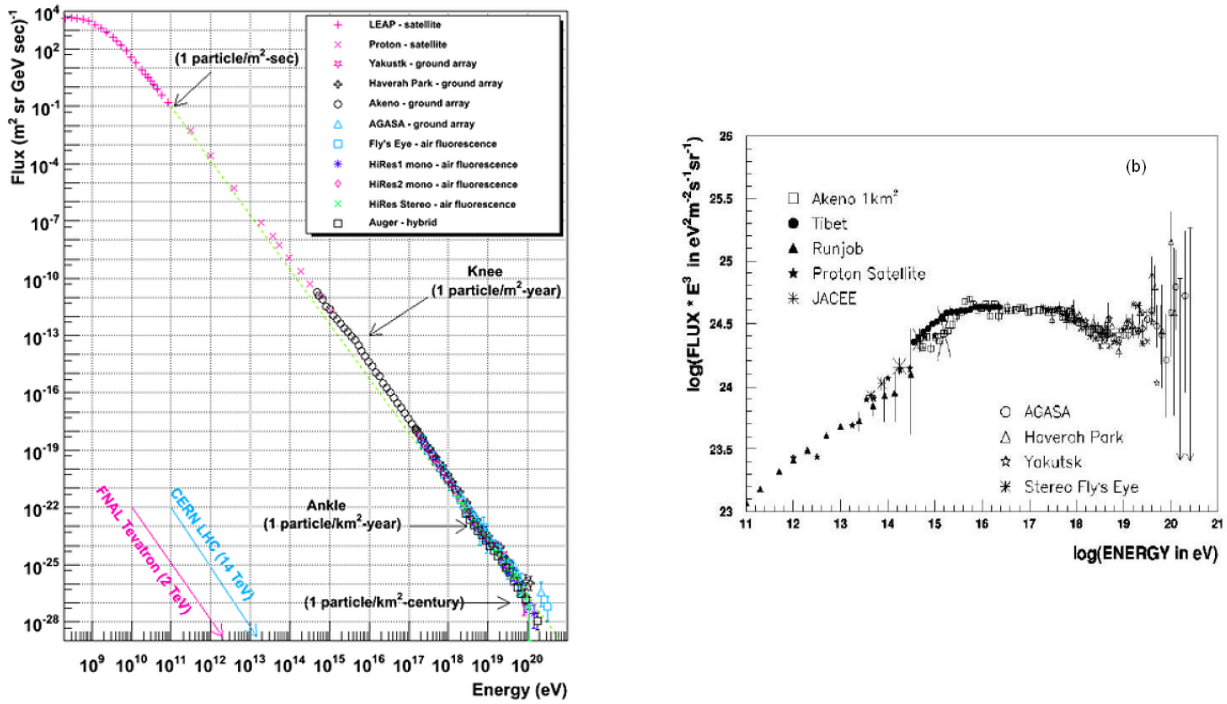 Flux (m² sr GeV sec)⁻¹
10⁴
10²
10⁻¹
10⁻⁴
10⁻⁷
10⁻¹⁰
10⁻¹³
10⁻¹⁶
10⁻¹⁹
10⁻²²
10⁻²⁵
10⁻²⁸
LEAP - satellite
Proton - satellite
Yakustk - ground array
Haverah Park - ground array
Akeno - ground array
AGASA - ground array
Fly's Eye - air fluorescence
HiRes1 mono - air fluorescence
HiRes2 mono - air fluorescence
HiRes Stereo - air fluorescence
Auger - hybrid
(1 particle/m²-sec)
Knee
(1 particle/m²-year)
Ankle
(1 particle/km²-year)
(1 particle/km²-century)
FNAL Tevatron (2 TeV)
CERN LHC (14 TeV)
10⁹ 10¹⁰ 10¹¹ 10¹² 10¹³ 10¹⁴ 10¹⁵ 10¹⁶ 10¹⁷ 10¹⁸ 10¹⁹ 10²⁰
Energy (eV)
log(FLUX * E³ in eV²m⁻²s⁻¹sr⁻¹)
26
25.5
25
24.5
24
23.5
23
(b)
Akeno 1km²
Tibet
Runjob
Proton Satellite
JACEE
AGASA
Haverah Park
Yakutsk
Stereo Fly's Eye
11 12 13 14 15 16 17 18 19 20 21
log(ENERGY in eV)